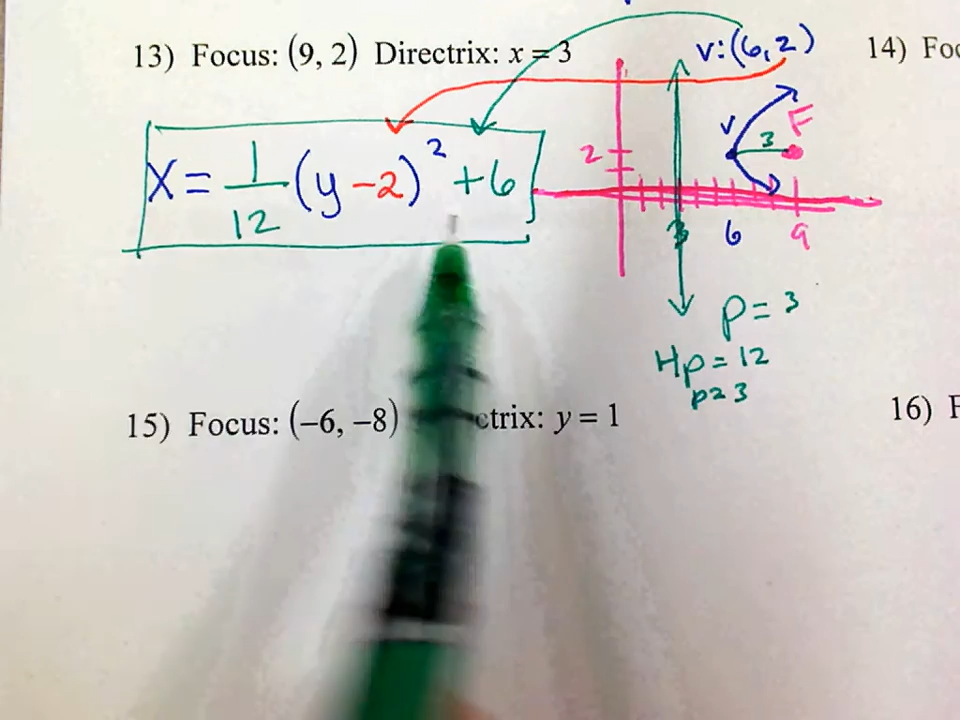 13) Focus: (9, 2) Directrix: x = 3
v:(6,2)
14) Foc
x = 1/12 (y - 2)² + 6
v
3
F
2
3
6
9
p = 3
4p = 12
p = 3
15) Focus: (−6, −8)
ctrix: y = 1
16) F